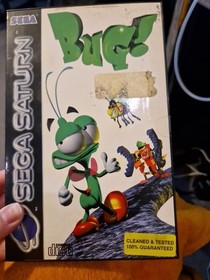 SEGA
BUG!
SEGA SATURN
CLEANED & TESTED
100% GUARANTEED